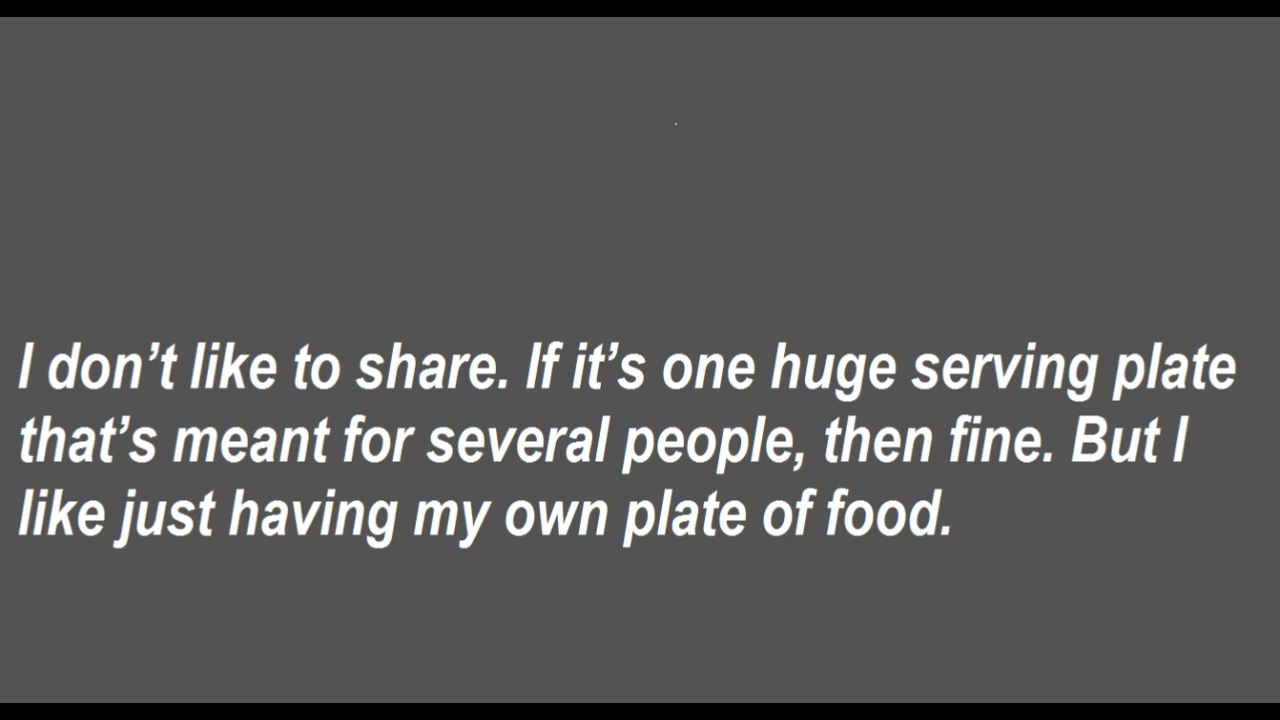 I don’t like to share. If it’s one huge serving plate
that’s meant for several people, then fine. But I
like just having my own plate of food.